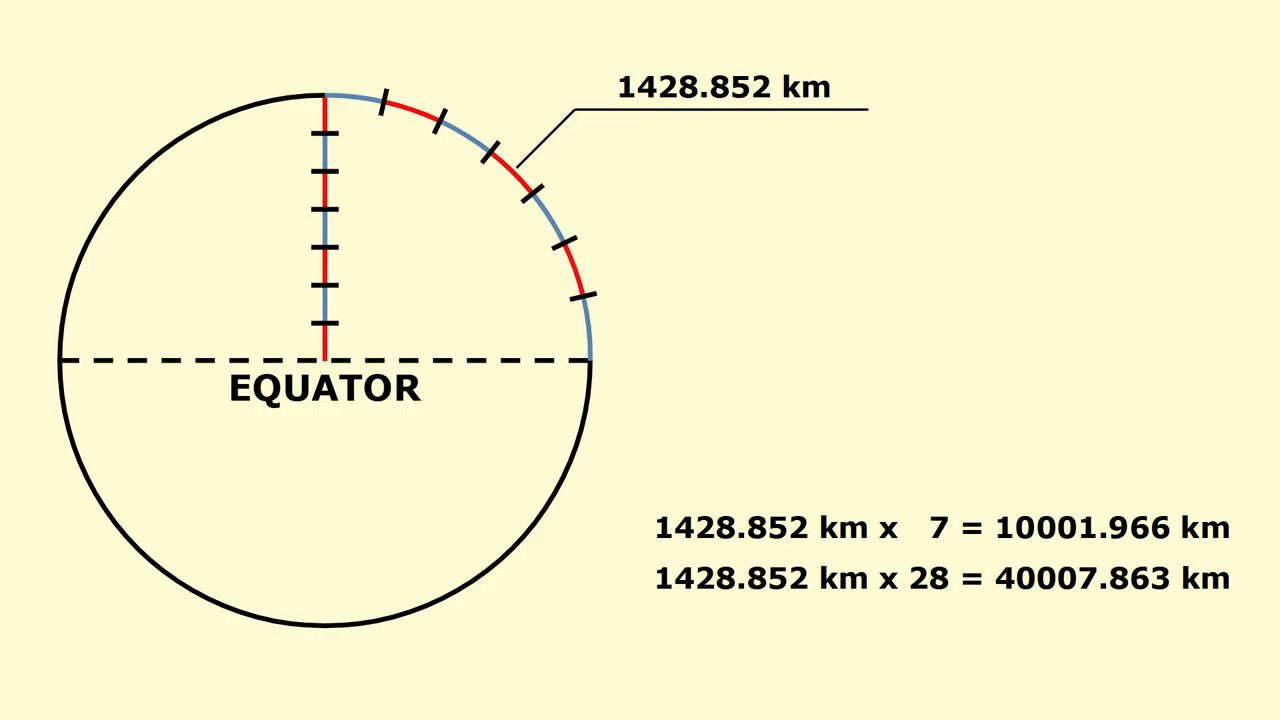 1428.852 km
EQUATOR
1428.852 km x 7 = 10001.966 km
1428.852 km x 28 = 40007.863 km